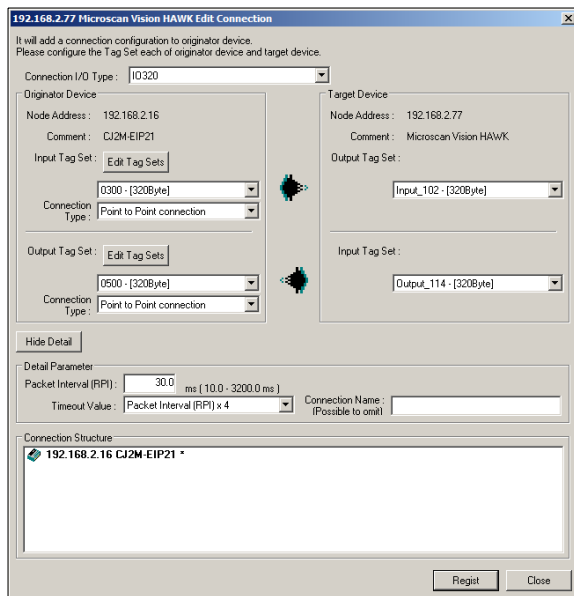 192.168.2.77 Microscan Vision HAWK Edit Connection
It will add a connection configuration to originator device.
Please configure the Tag Set each of originator device and target device.
Connection I/O Type : IO320
Originator Device
Node Address : 192.168.2.16
Comment : CJ2M-EIP21
Input Tag Set : Edit Tag Sets
0300 - [320Byte]
Connection Type : Point to Point connection
Output Tag Set : Edit Tag Sets
0500 - [320Byte]
Connection Type : Point to Point connection
Target Device
Node Address : 192.168.2.77
Comment : Microscan Vision HAWK
Output Tag Set :
Input_102 - [320Byte]
Input Tag Set :
Output_114 - [320Byte]
Hide Detail
Detail Parameter
Packet Interval (RPI) : 30.0 ms ( 10.0 - 3200.0 ms )
Timeout Value : Packet Interval (RPI) x 4
Connection Name :
(Possible to omit)
Connection Structure
192.168.2.16 CJ2M-EIP21 *
Regist Close